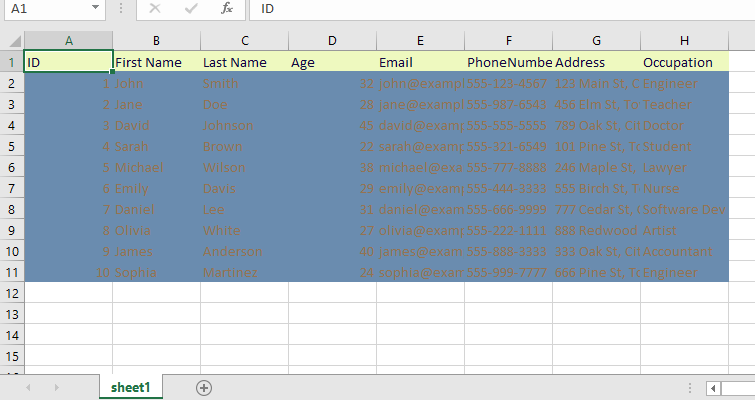 A1 fx ID
A B C D E F G H
1 ID First Name Last Name Age Email PhoneNumbe Address Occupation
2 1 John Smith 32 john@exampl 555-123-4567 123 Main St, C Engineer
3 2 Jane Doe 28 jane@exampl 555-987-6543 456 Elm St, To Teacher
4 3 David Johnson 45 david@examp 555-555-5555 789 Oak St, Cit Doctor
5 4 Sarah Brown 22 sarah@examp 555-321-6549 101 Pine St, To Student
6 5 Michael Wilson 38 michael@exa 555-777-8888 246 Maple St, Lawyer
7 6 Emily Davis 29 emily@examp 555-444-3333 555 Birch St, T Nurse
8 7 Daniel Lee 31 daniel@exam 555-666-9999 777 Cedar St, Software Dev
9 8 Olivia White 27 olivia@examp 555-222-1111 888 Redwood Artist
10 9 James Anderson 40 james@exam 555-888-3333 333 Oak St, Cit Accountant
11 10 Sophia Martinez 24 sophia@exam 555-999-7777 666 Pine St, To Engineer
12
13
14
15
sheet1